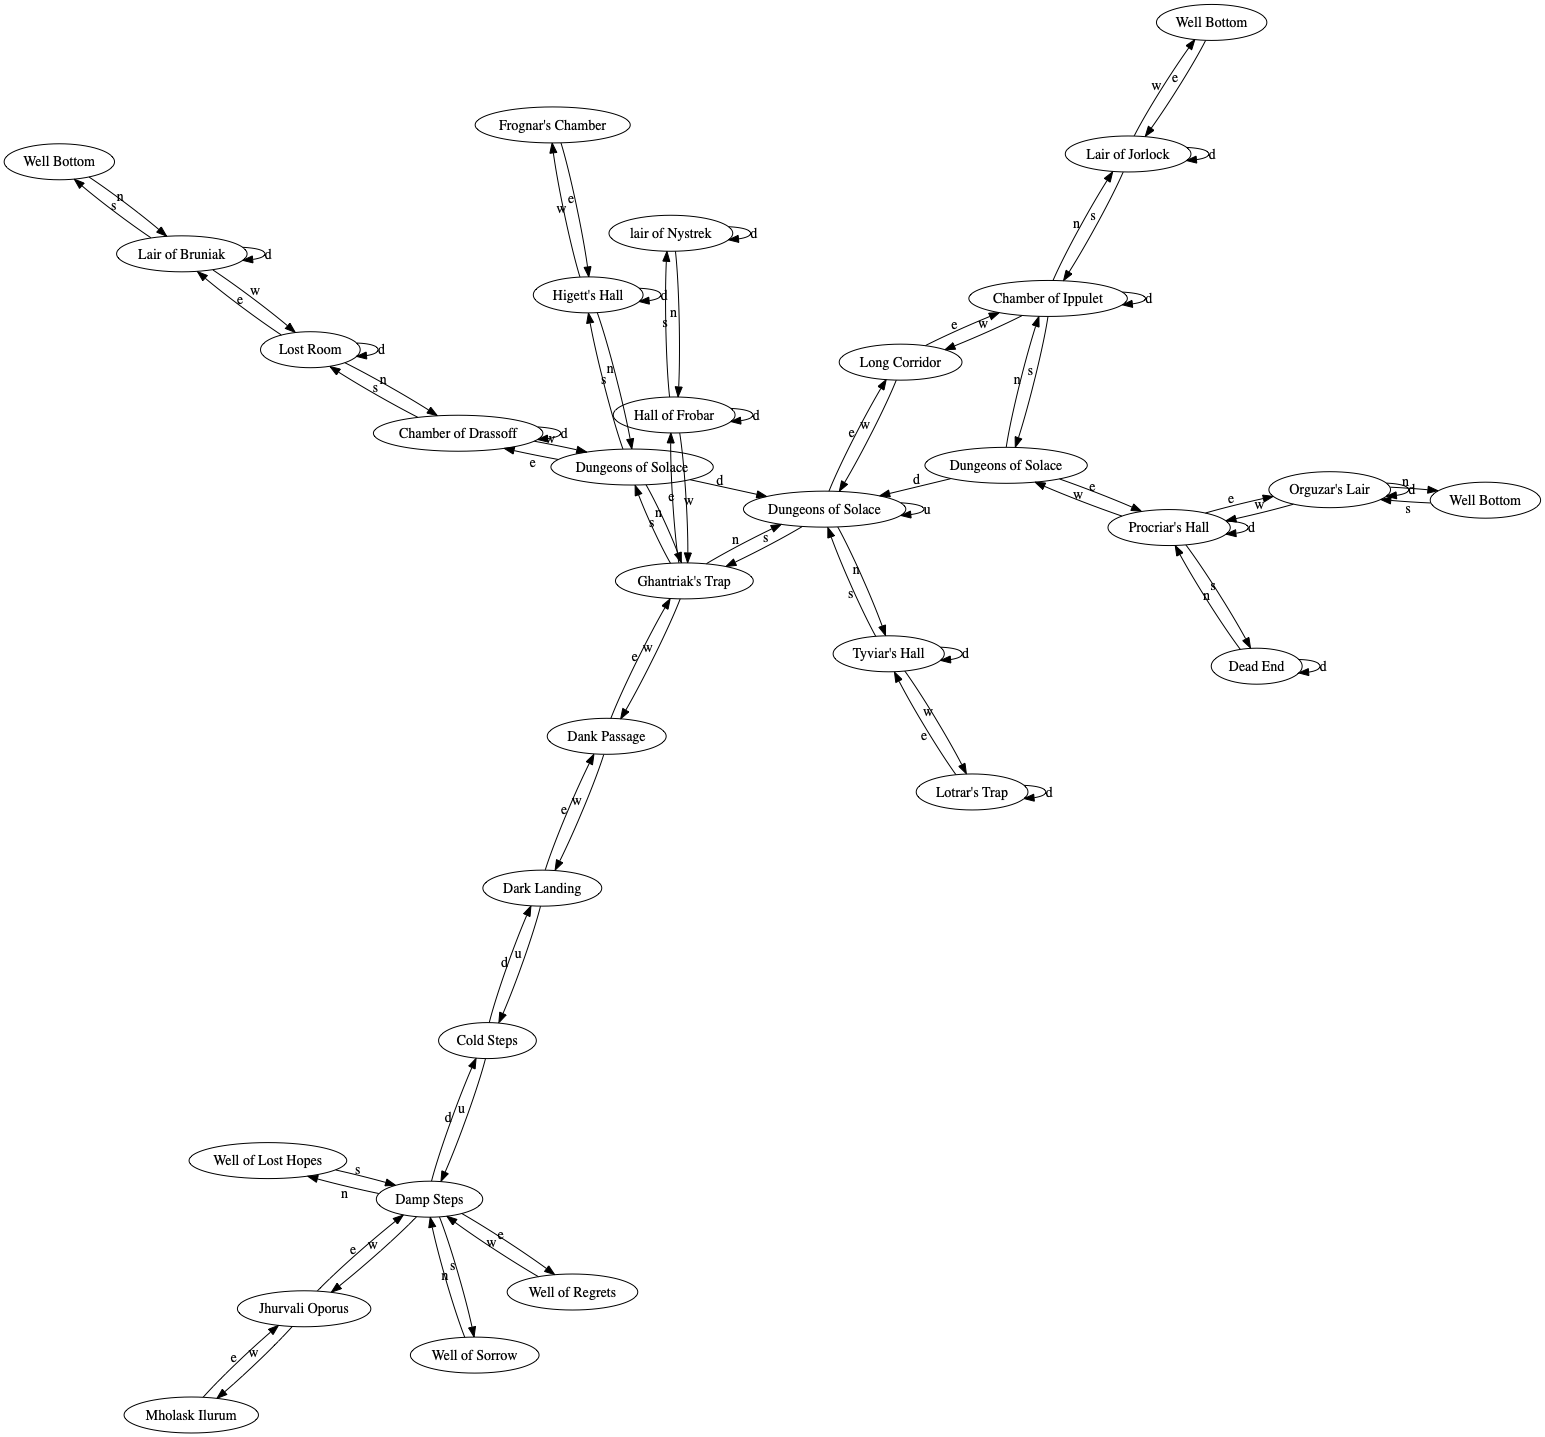 Well Bottom
w
e
Lair of Jorlock
d
Frognar's Chamber
Well Bottom
n
s
e
w
lair of Nystrek
d
n
s
Lair of Bruniak
d
w
e
Higett's Hall
d
n
s
Chamber of Ippulet
d
n
s
e
w
Lost Room
d
n
s
Long Corridor
e
w
n
s
Hall of Frobar
d
Chamber of Drassoff
d
w
e
Dungeons of Solace
d
n
s
e
w
Dungeons of Solace
d
e
w
Orguzar's Lair
d
n
s
Well Bottom
e
w
Dungeons of Solace
u
Procriar's Hall
d
n
s
Ghantriak's Trap
n
s
s
n
Tyviar's Hall
d
Dead End
d
e
w
w
e
Dank Passage
Lotrar's Trap
d
e
w
Dark Landing
d
u
Cold Steps
d
u
Well of Lost Hopes
s
n
Damp Steps
e
w
s
n
e
w
Well of Regrets
Jhurvali Oporus
e
w
Well of Sorrow
Mholask Ilurum